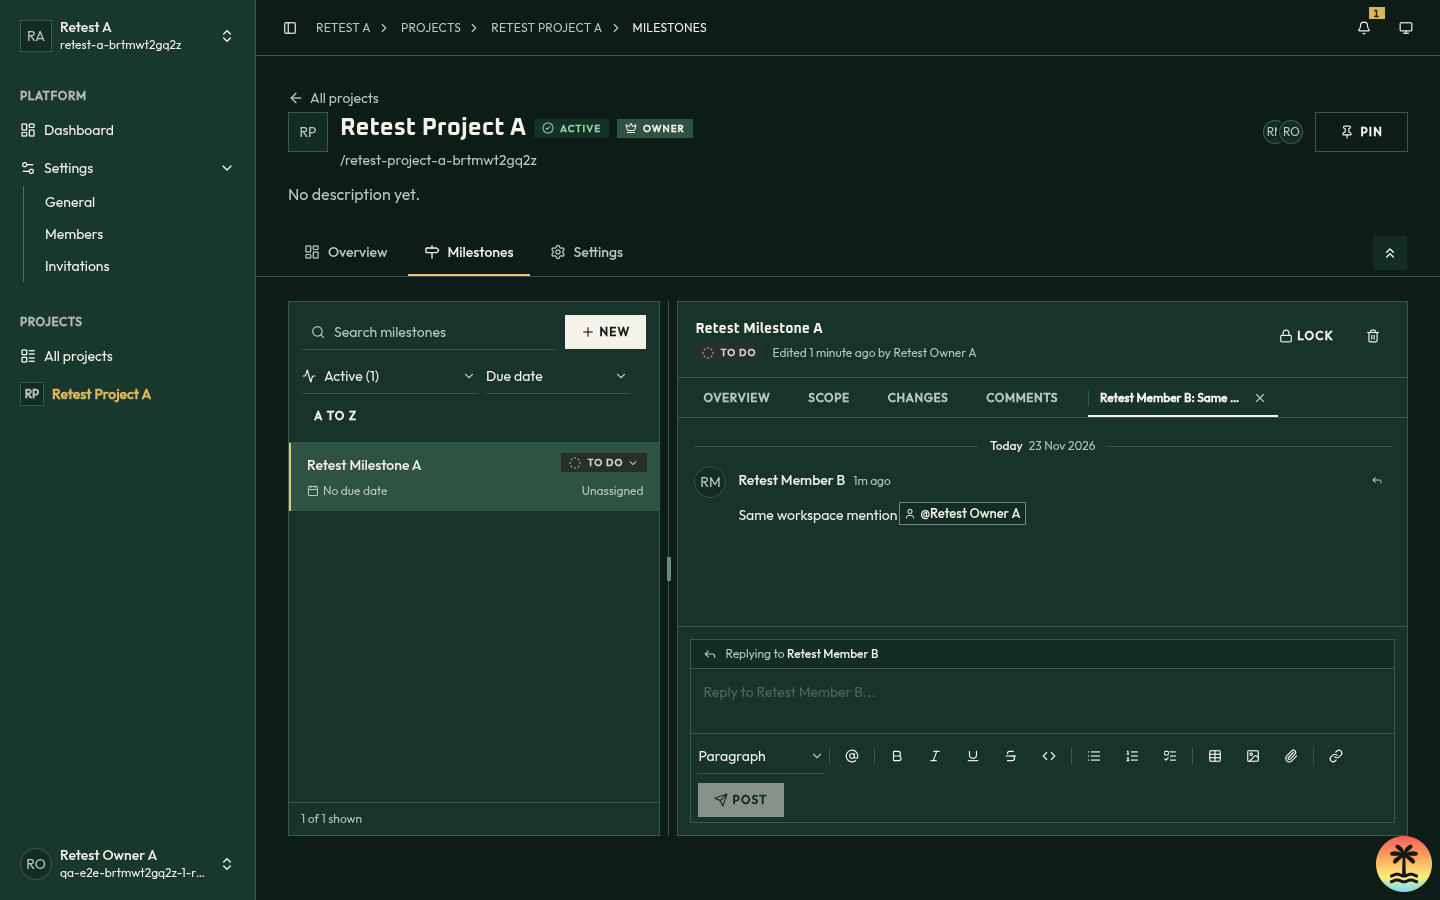 RA
Retest A
retest-a-brtmwt2gq2z
PLATFORM
Dashboard
Settings
General
Members
Invitations
PROJECTS
All projects
RP
Retest Project A
RO
Retest Owner A
qa-e2e-brtmwt2gq2z-1-r...
RETEST A
PROJECTS
RETEST PROJECT A
MILESTONES
1
All projects
RP
Retest Project A
ACTIVE
OWNER
/retest-project-a-brtmwt2gq2z
RO
PIN
No description yet.
Overview
Milestones
Settings
Search milestones
NEW
Active (1)
Due date
A TO Z
Retest Milestone A
TO DO
No due date
Unassigned
1 of 1 shown
Retest Milestone A
TO DO
Edited 1 minute ago by Retest Owner A
LOCK
OVERVIEW
SCOPE
CHANGES
COMMENTS
Retest Member B: Same ...
Today 23 Nov 2026
RM
Retest Member B 1m ago
Same workspace mention @Retest Owner A
Replying to Retest Member B
Reply to Retest Member B...
Paragraph
POST